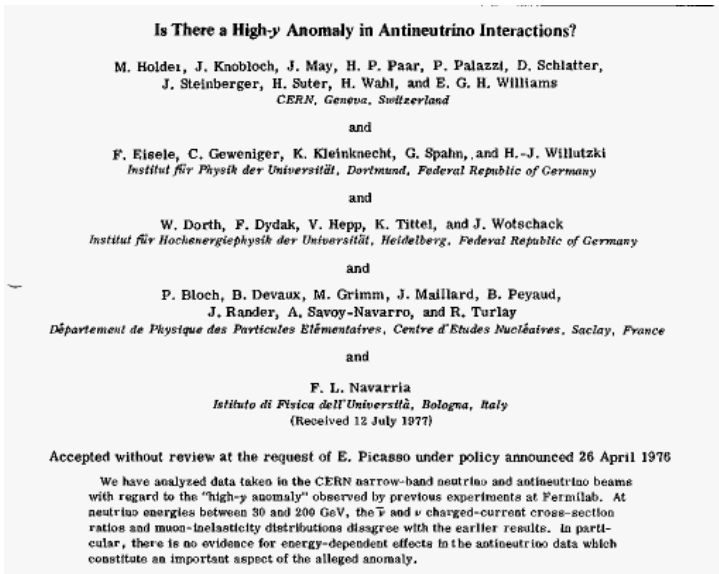 Is There a High-y Anomaly in Antineutrino Interactions?
M. Holder, J. Knobloch, J. May, H. P. Paar, P. Palazzi, D. Schlatter,
J. Steinberger, H. Suter, H. Wahl, and E. G. H. Williams
CERN, Geneva, Switzerland
and
F. Eisele, C. Geweniger, K. Kleinknecht, G. Spahn, and H.-J. Willutzki
Institut für Physik der Universität, Dortmund, Federal Republic of Germany
and
W. Dorth, F. Dydak, V. Hepp, K. Tittel, and J. Wotschack
Institut für Hochenergiephysik der Universität, Heidelberg, Federal Republic of Germany
and
P. Bloch, B. Devaux, M. Grimm, J. Maillard, B. Peyaud,
J. Rander, A. Savoy-Navarro, and R. Turlay
Département de Physique des Particules Elémentaires, Centre d'Etudes Nucléaires, Saclay, France
and
F. L. Navarria
Istituto di Fisica dell'Università, Bologna, Italy
(Received 12 July 1977)
Accepted without review at the request of E. Picasso under policy announced 26 April 1976
We have analyzed data taken in the CERN narrow-band neutrino and antineutrino beams
with regard to the "high-y anomaly" observed by previous experiments at Fermilab. At
neutrino energies between 30 and 200 GeV, the ν̄ and ν charged-current cross-section
ratios and muon-inelasticity distributions disagree with the earlier results. In parti-
cular, there is no evidence for energy-dependent effects in the antineutrino data which
constitute an important aspect of the alleged anomaly.